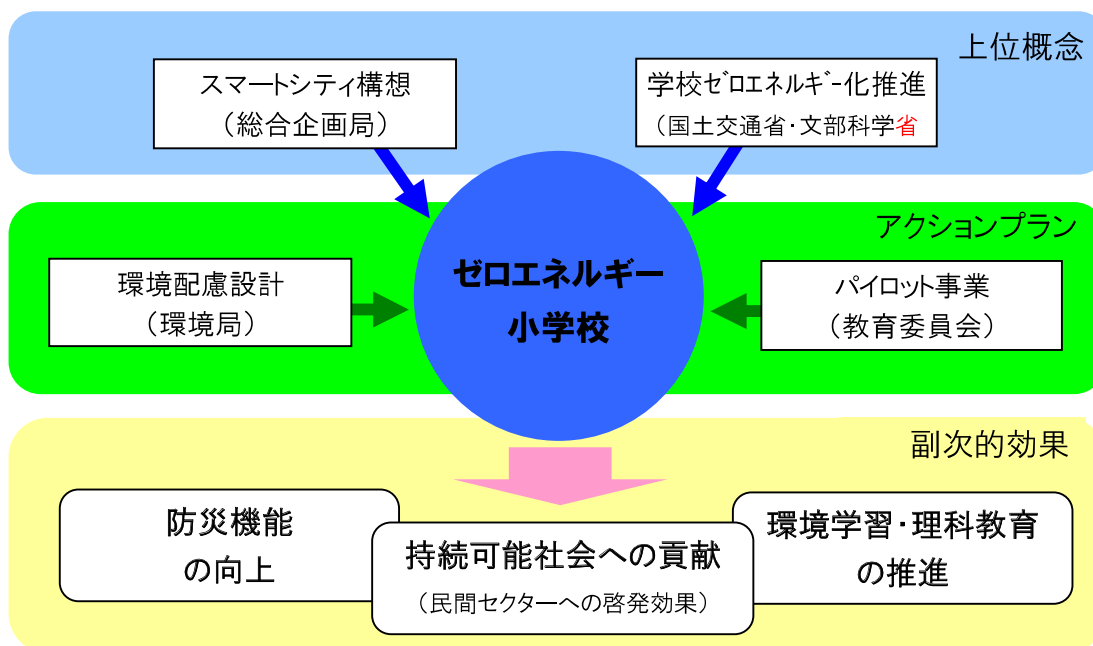 上位概念
スマートシティ構想
（総合企画局）
学校ｾﾞﾛｴﾈﾙｷﾞｰ化推進
（国土交通省・文部科学省
アクションプラン
環境配慮設計
（環境局）
ゼロエネルギー
小学校
パイロット事業
（教育委員会）
副次的効果
防災機能
の向上
持続可能社会への貢献
（民間セクターへの啓発効果）
環境学習・理科教育
の推進